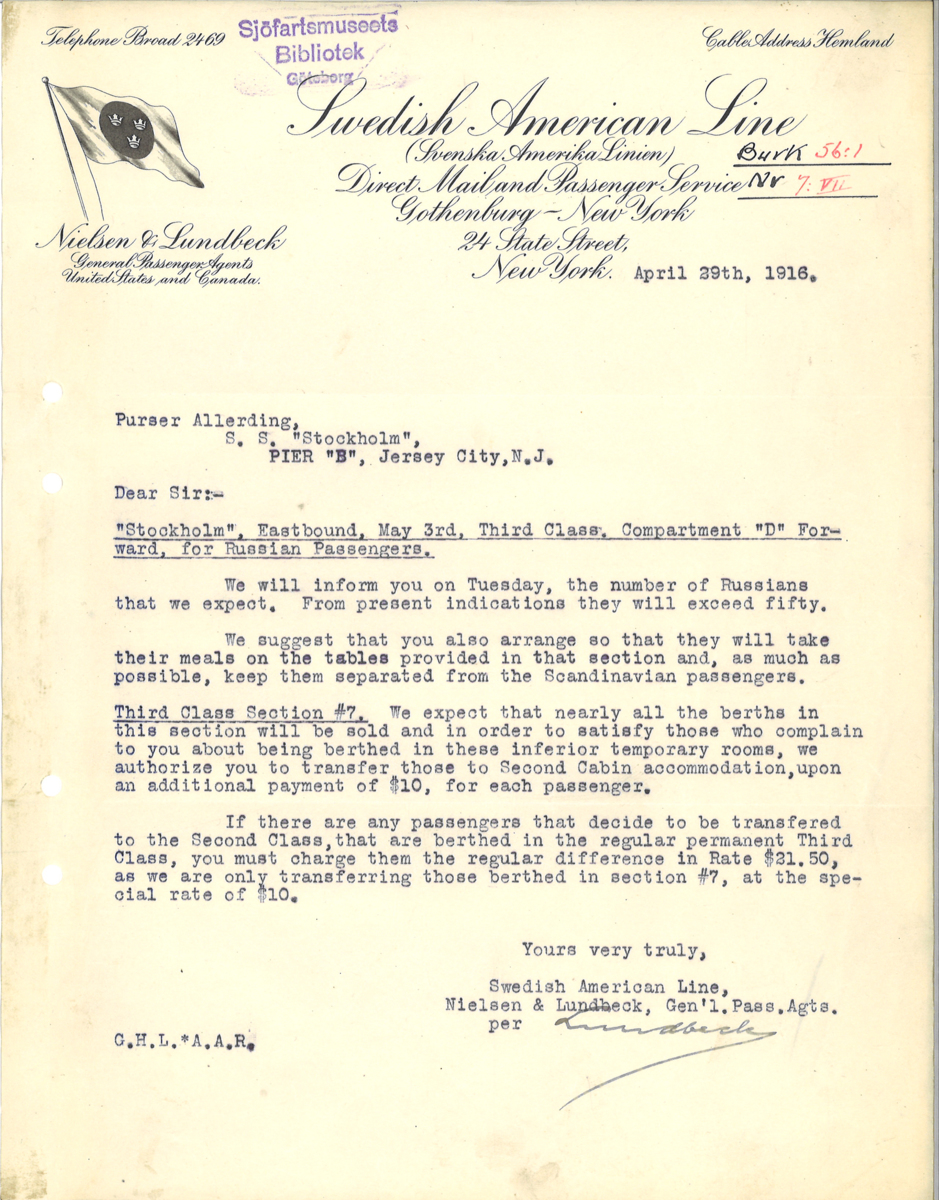 Telephone Broad 2469
Sjöfartsmuseets
Bibliotek
Göteborg
Cable Address Hemland
Swedish American Line
(Svenska Amerika Linien)
Burk 56:1
Direct Mail and Passenger Service
Nr 7: VII
Gothenburg – New York
Nielsen & Lundbeck
24 State Street,
General Passenger Agents
New York. April 29th, 1916.
United States and Canada.
Purser Allerding,
S. S. "Stockholm",
PIER "B", Jersey City,N.J.
Dear Sir:-
"Stockholm", Eastbound, May 3rd, Third Class. Compartment "D" For-
ward, for Russian Passengers.
We will inform you on Tuesday, the number of Russians
that we expect. From present indications they will exceed fifty.
We suggest that you also arrange so that they will take
their meals on the tables provided in that section and, as much as
possible, keep them separated from the Scandinavian passengers.
Third Class Section #7. We expect that nearly all the berths in
this section will be sold and in order to satisfy those who complain
to you about being berthed in these inferior temporary rooms, we
authorize you to transfer those to Second Cabin accommodation,upon
an additional payment of $10, for each passenger.
If there are any passengers that decide to be transfered
to the Second Class,that are berthed in the regular permanent Third
Class, you must charge them the regular difference in Rate $21.50,
as we are only transferring those berthed in section #7, at the spe-
cial rate of $10.
Yours very truly,
Swedish American Line,
Nielsen & Lundbeck, Gen'l.Pass.Agts.
per Lundbeck
G.H.L.*A.A.R.